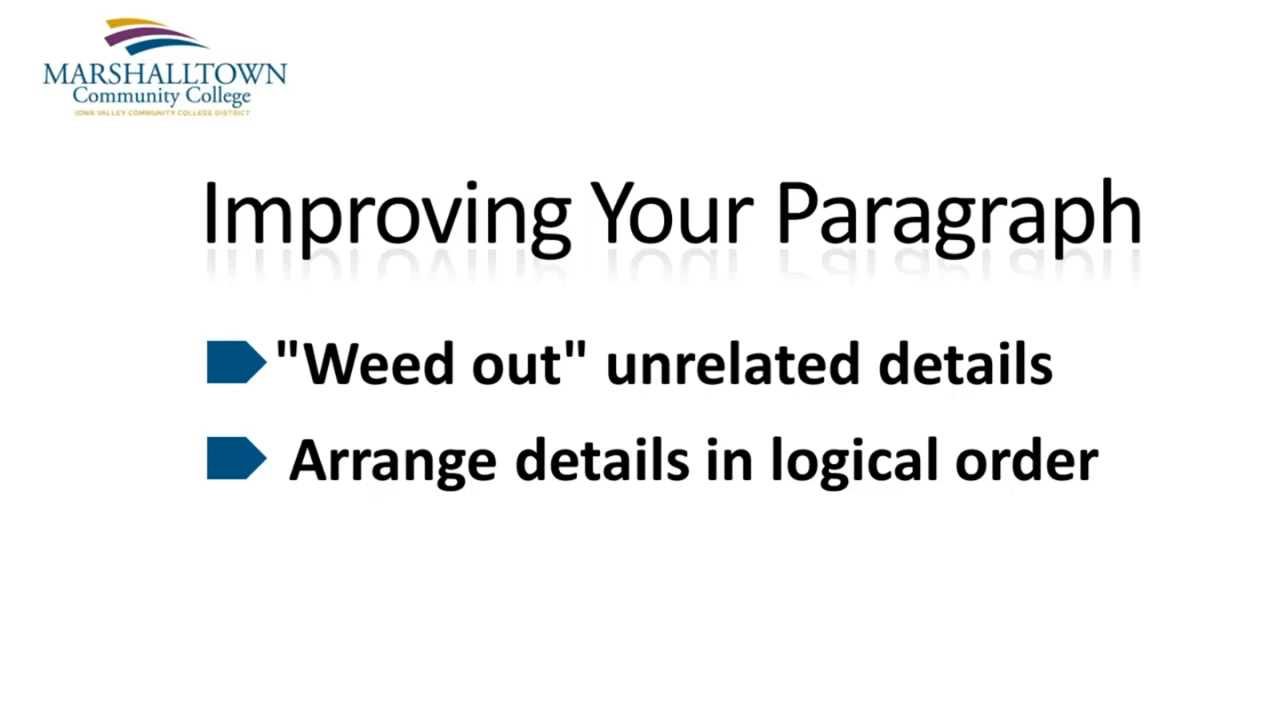 MARSHALLTOWN
Community College
IOWA VALLEY COMMUNITY COLLEGE DISTRICT
Improving Your Paragraph
"Weed out" unrelated details
Arrange details in logical order